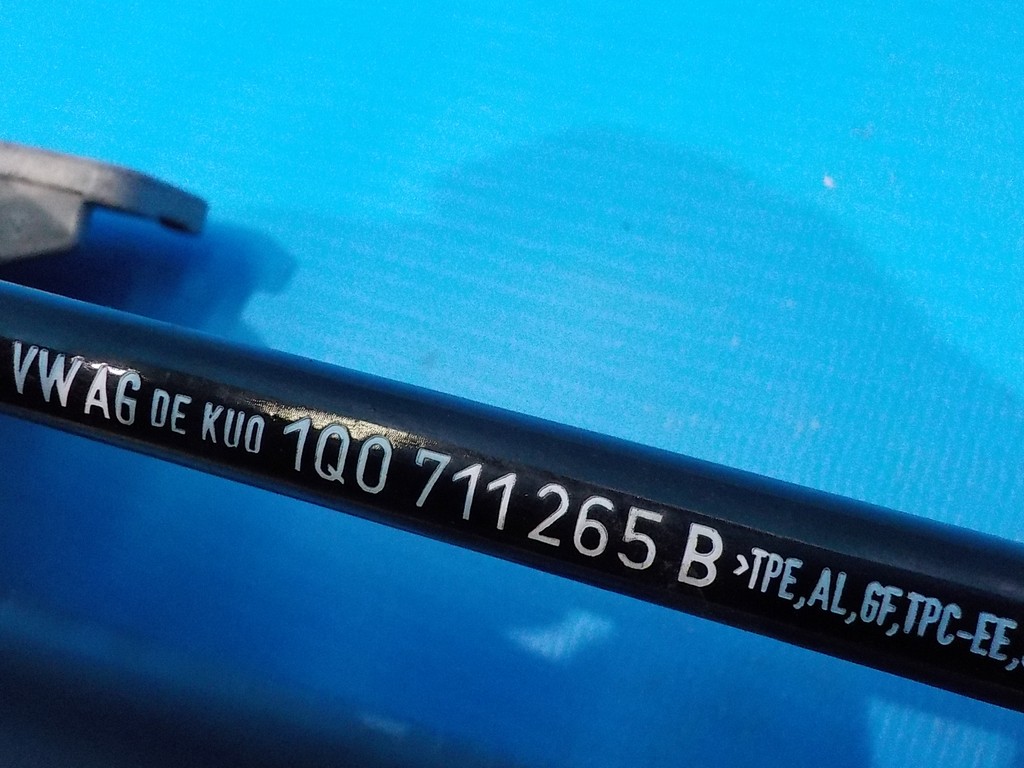 VW AG DE KUO 1Q0 711 265 B >TPE,AL,GF,TPC-EE,